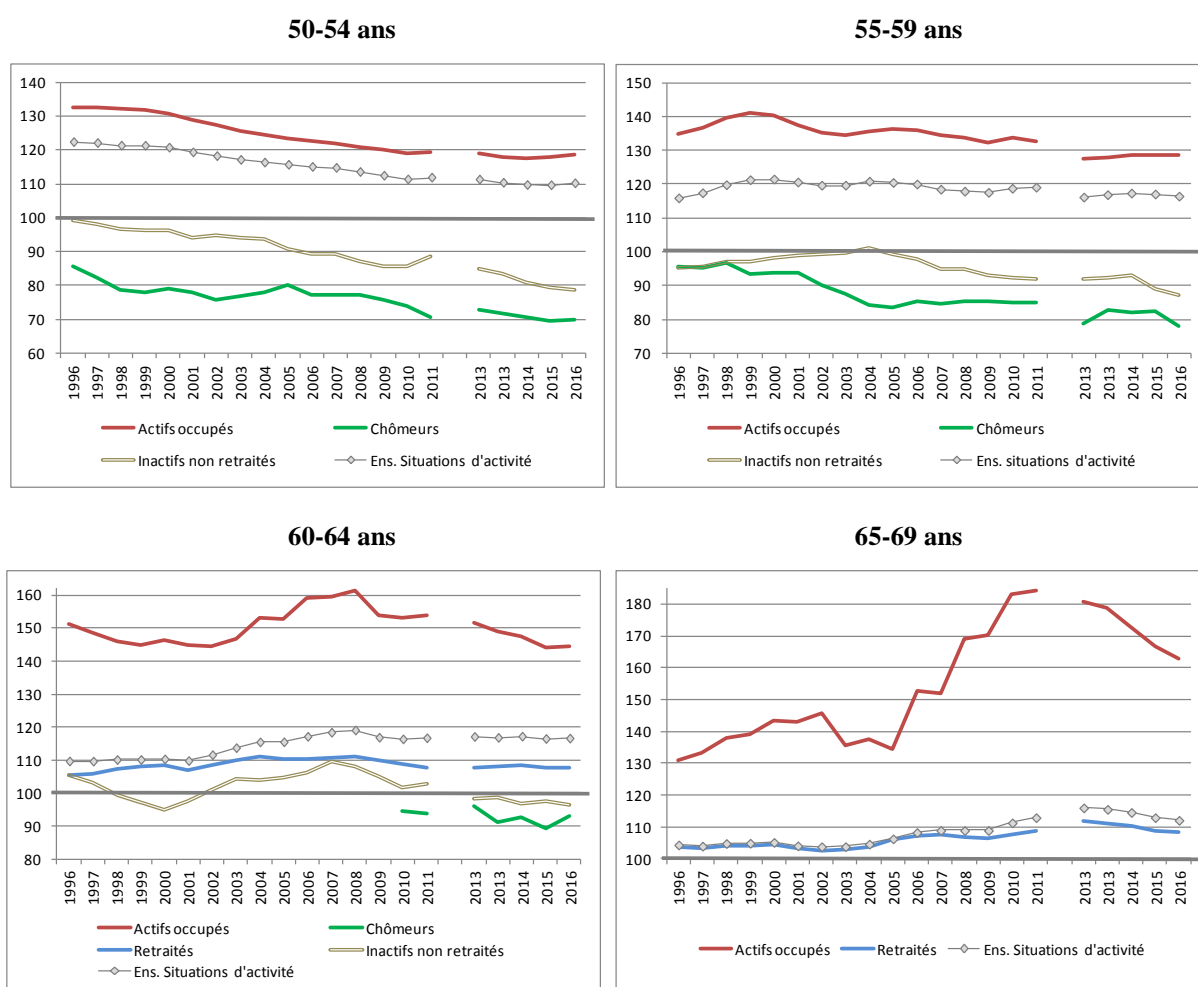 50-54 ans
140
130
120
110
100
90
80
70
60
1996 1997 1998 1999 2000 2001 2002 2003 2004 2005 2006 2007 2008 2009 2010 2011 2013 2013 2014 2015 2016
Actifs occupés Chômeurs
Inactifs non retraités Ens. Situations d'activité
55-59 ans
150
140
130
120
110
100
90
80
70
1996 1997 1998 1999 2000 2001 2002 2003 2004 2005 2006 2007 2008 2009 2010 2011 2013 2013 2014 2015 2016
Actifs occupés Chômeurs
Inactifs non retraités Ens. situations d'activité
60-64 ans
160
150
140
130
120
110
100
90
80
1996 1997 1998 1999 2000 2001 2002 2003 2004 2005 2006 2007 2008 2009 2010 2011 2013 2013 2014 2015 2016
Actifs occupés Chômeurs
Retraités Inactifs non retraités
Ens. Situations d'activité
65-69 ans
180
170
160
150
140
130
120
110
100
1996 1997 1998 1999 2000 2001 2002 2003 2004 2005 2006 2007 2008 2009 2010 2011 2013 2013 2014 2015 2016
Actifs occupés Retraités Ens. Situations d'activité